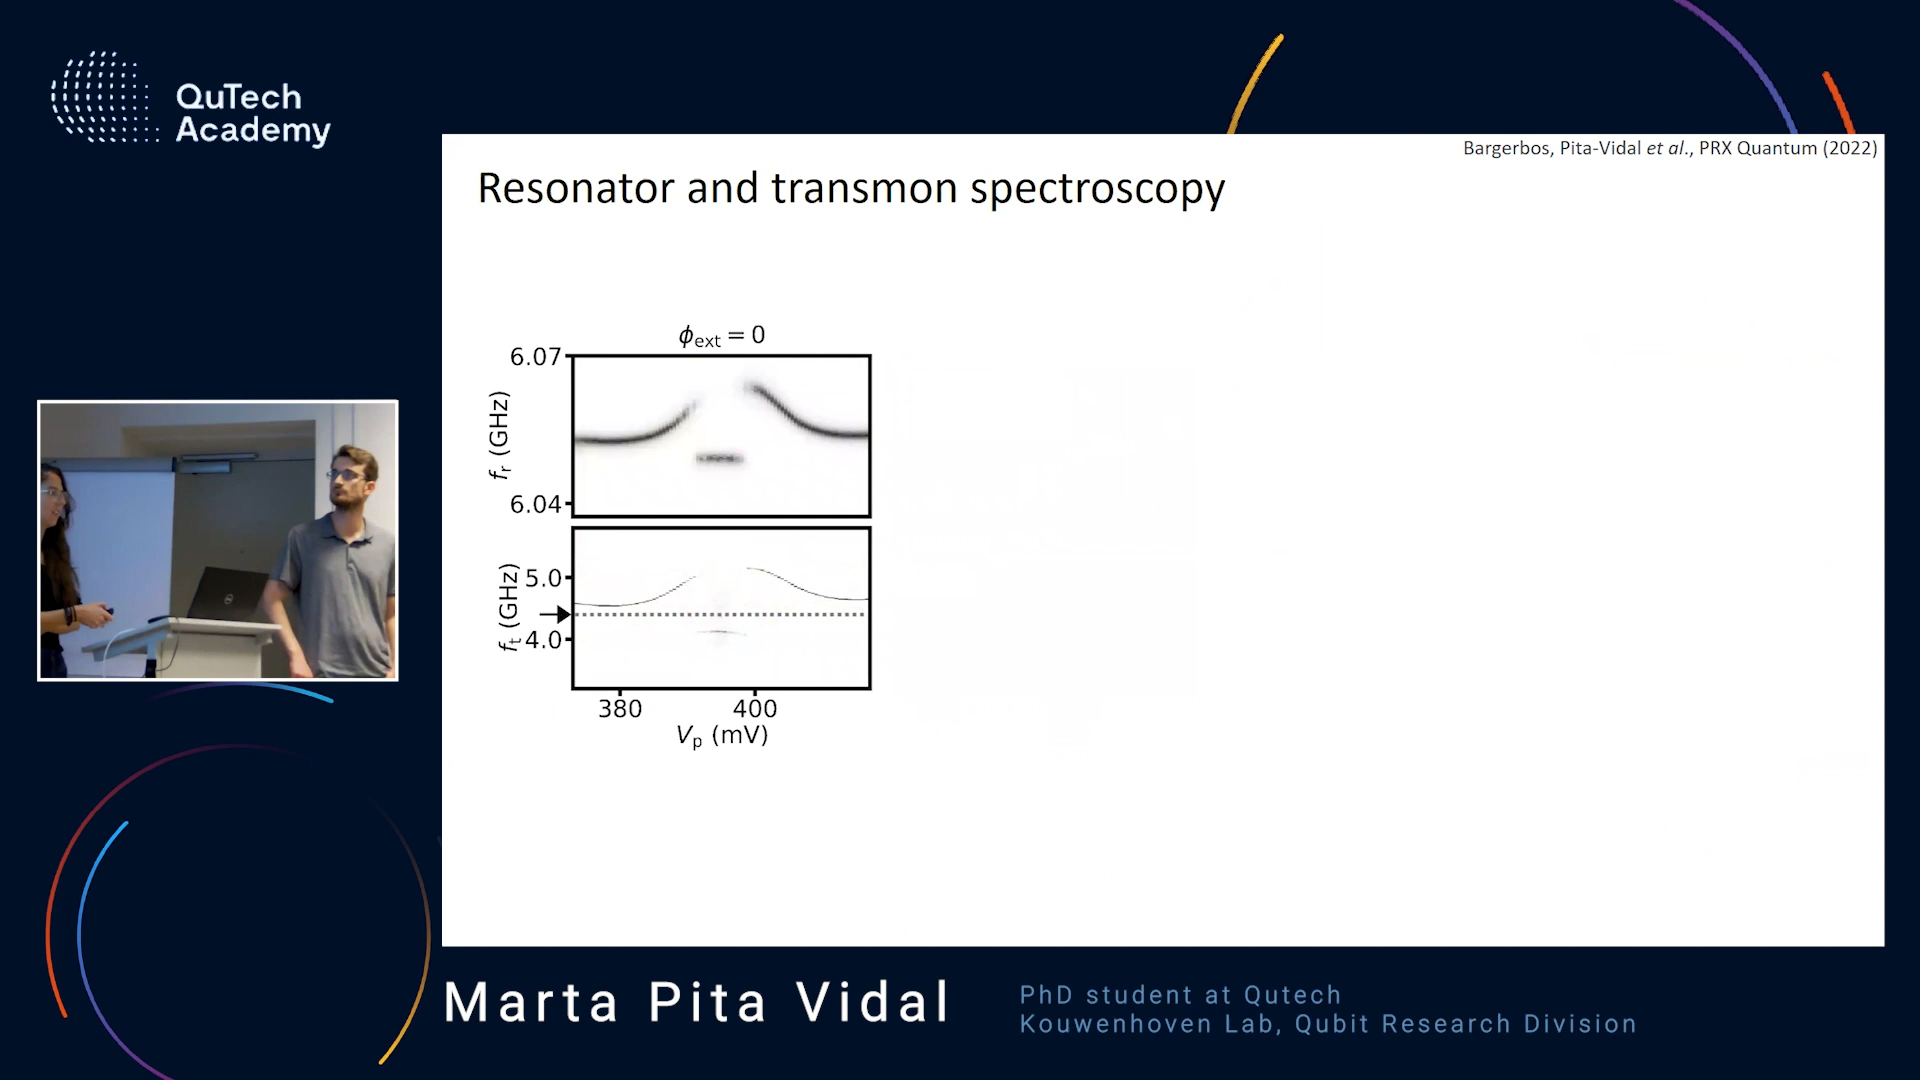 QuTech
Academy
Bargerbos, Pita-Vidal et al., PRX Quantum (2022)
Resonator and transmon spectroscopy
ϕext = 0
6.07
fr (GHz)
6.04
5.0
ft (GHz)
4.0
380
400
Vp (mV)
Marta Pita Vidal
PhD student at Qutech
Kouwenhoven Lab, Qubit Research Division